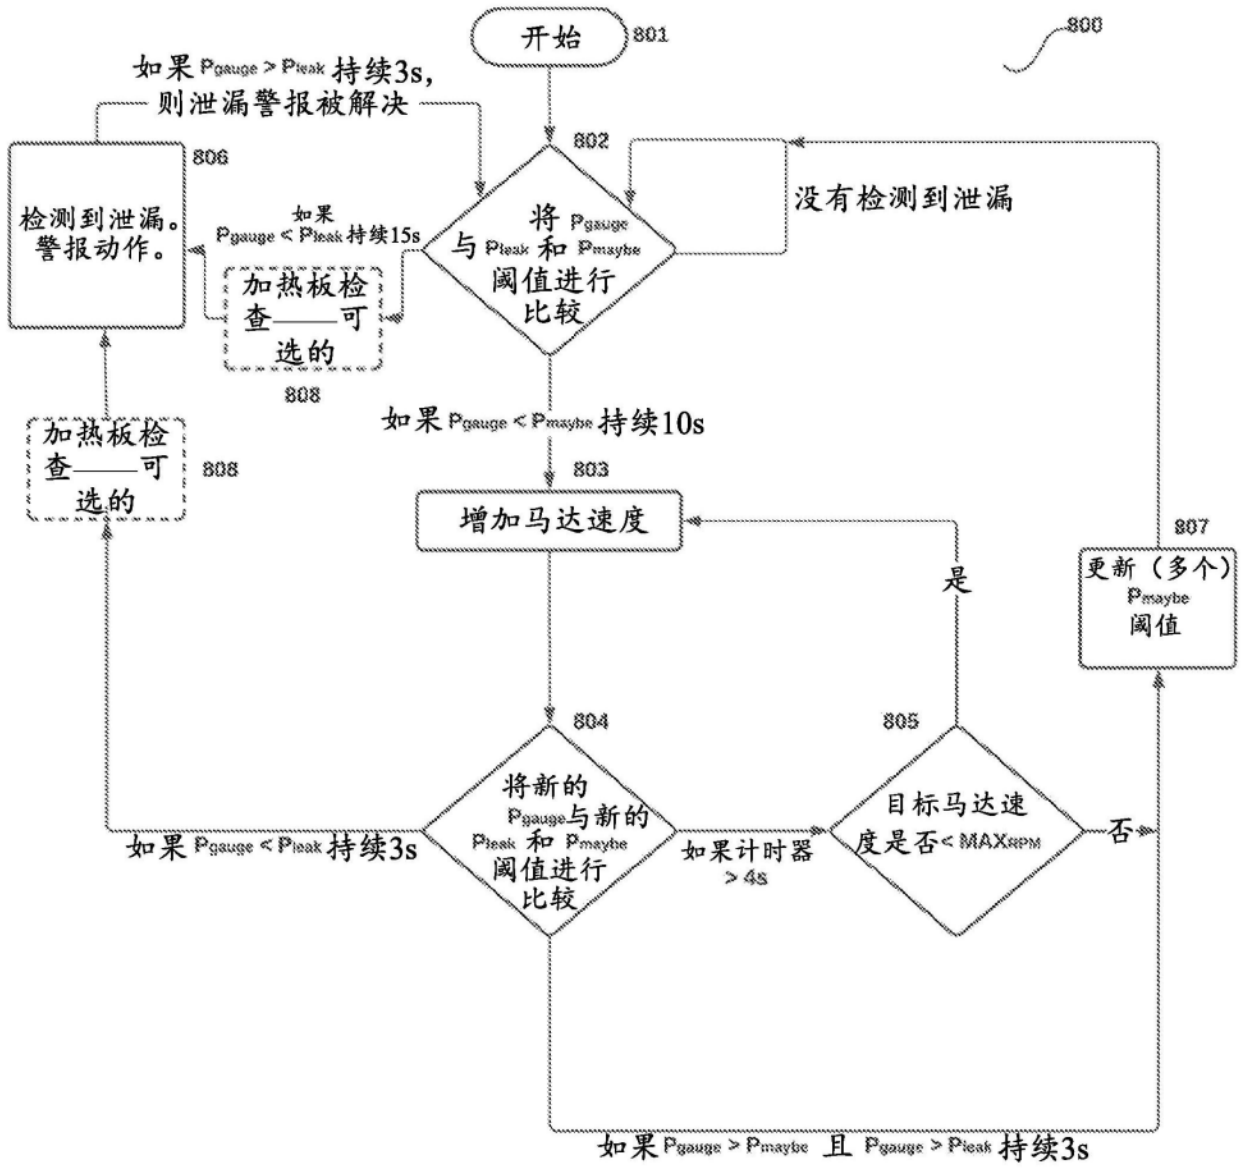 开始
801
800
如果 Pgauge > Pleak 持续3s,
则泄漏警报被解决
802
806
检测到泄漏。
警报动作。
如果
Pgauge < Pleak 持续15s
将 Pgauge
与 Pleak 和 Pmaybe
阈值进行
比较
没有检测到泄漏
加热板检
查——可
选的
808
如果 Pgauge < Pmaybe 持续10s
加热板检
查——可
选的
808
803
增加马达速度
807
更新（多个）
Pmaybe
阈值
是
804
将新的
Pgauge与新的
Pleak 和 Pmaybe
阈值进行
比较
805
目标马达速
度是否< MAXRPM
否
如果 Pgauge < Pleak 持续3s
如果计时器
> 4s
如果 Pgauge > Pmaybe 且 Pgauge > Pleak 持续3s